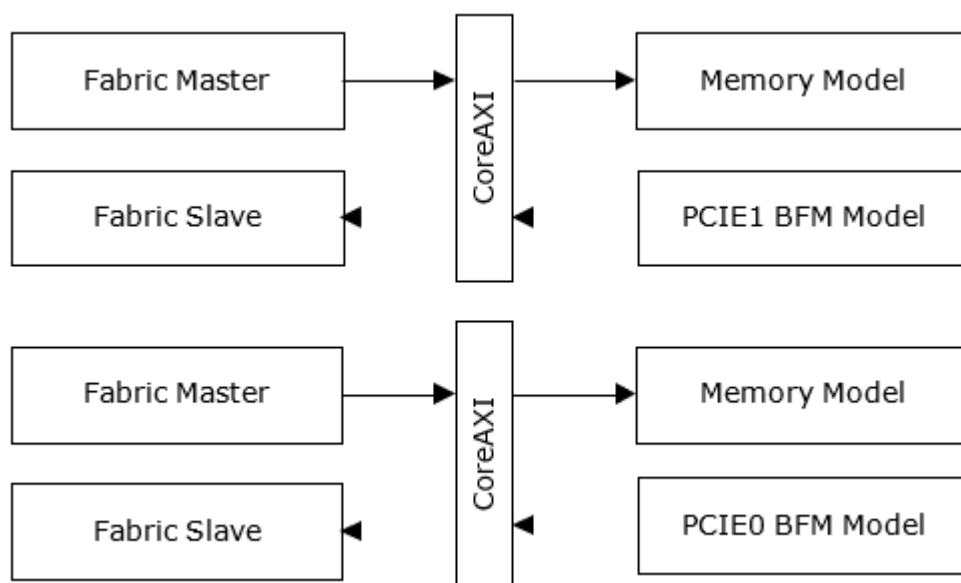 Fabric Master
CoreAXI
Memory Model
Fabric Slave
PCIE1 BFM Model
Fabric Master
CoreAXI
Memory Model
Fabric Slave
PCIE0 BFM Model